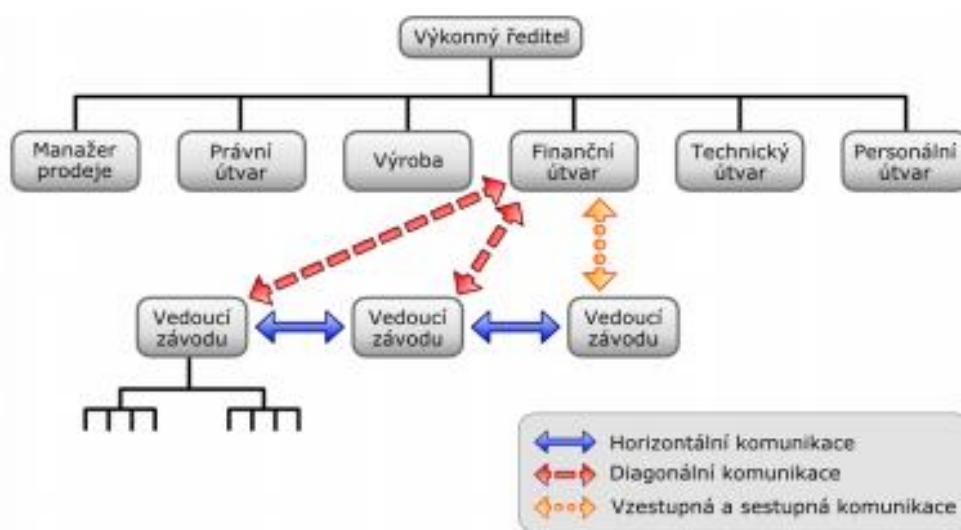 Výkonný ředitel
Manažer
prodeje
Právní
útvar
Výroba
Finanční
útvar
Technický
útvar
Personální
útvar
Vedoucí
závodu
Vedoucí
závodu
Vedoucí
závodu
Horizontální komunikace
Diagonální komunikace
Vzestupná a sestupná komunikace